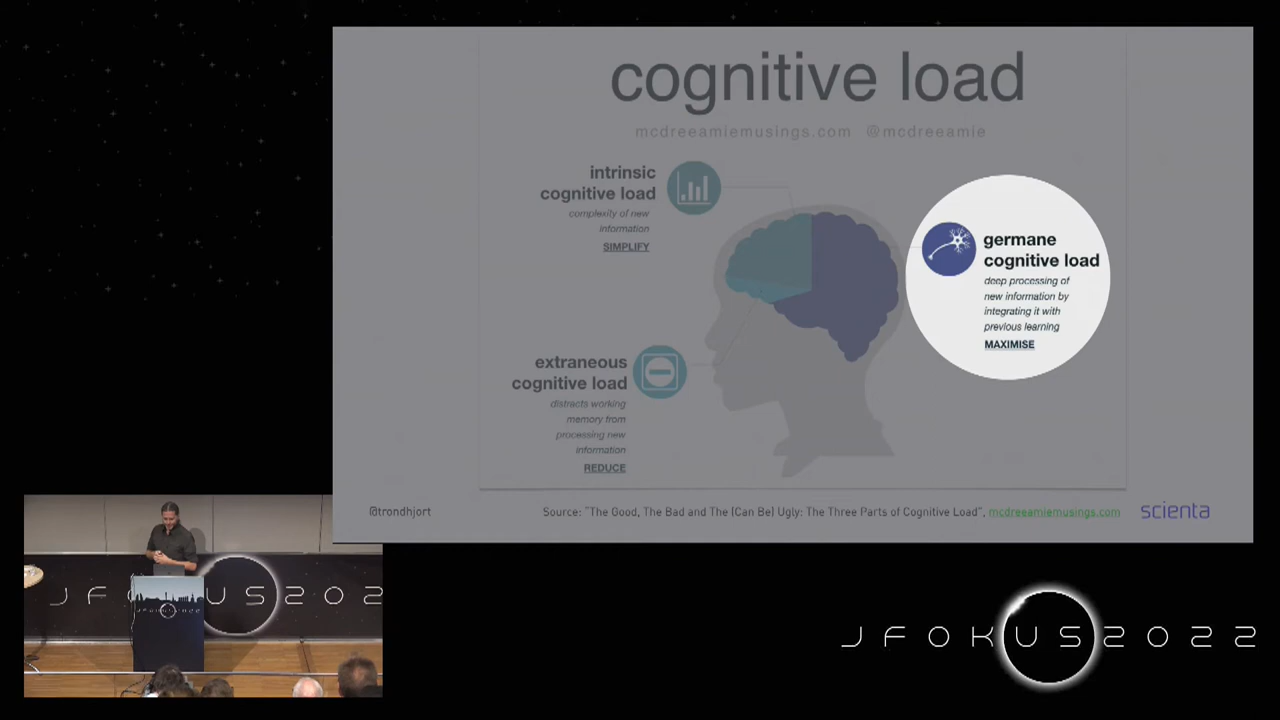 cognitive load
mcdreeamiemusings.com @mcdreeamie
intrinsic
cognitive load
complexity of new
information
SIMPLIFY
germane
cognitive load
deep processing of
new information by
integrating it with
previous learning
MAXIMISE
extraneous
cognitive load
distracts working
memory from
processing new
information
REDUCE
@trondhjort
Source: "The Good, The Bad and The (Can Be) Ugly: The Three Parts of Cognitive Load", mcdreeamiemusings.com
scienta
JF US202
JFOKUS2022
JFOKUS2022